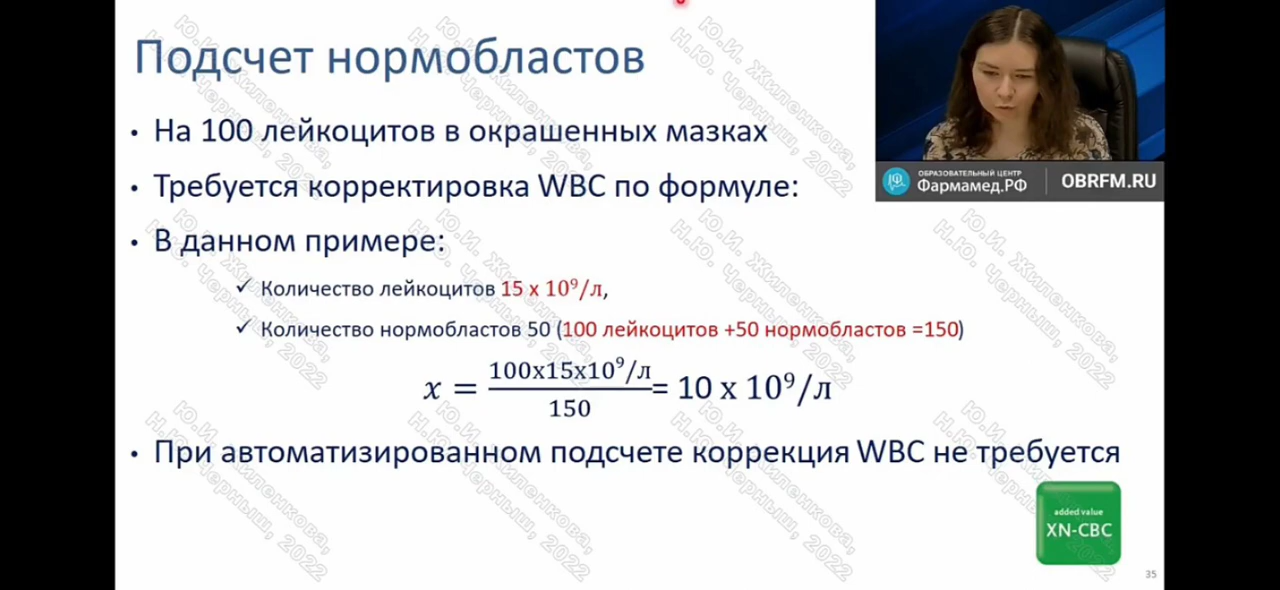 Подсчет нормобластов
• На 100 лейкоцитов в окрашенных мазках
• Требуется корректировка WBC по формуле:
• В данном примере:
✓ Количество лейкоцитов 15 х 10⁹/л,
✓ Количество нормобластов 50 (100 лейкоцитов +50 нормобластов =150)
x = 100х15х10⁹/л / 150 = 10 х 10⁹/л
• При автоматизированном подсчете коррекция WBC не требуется
ОБРАЗОВАТЕЛЬНЫЙ ЦЕНТР
Фармамед.РФ
OBRFM.RU
added value
XN-CBC
35
Ю.И. Жиленкова,
Н.Ю. Черныш, 2022